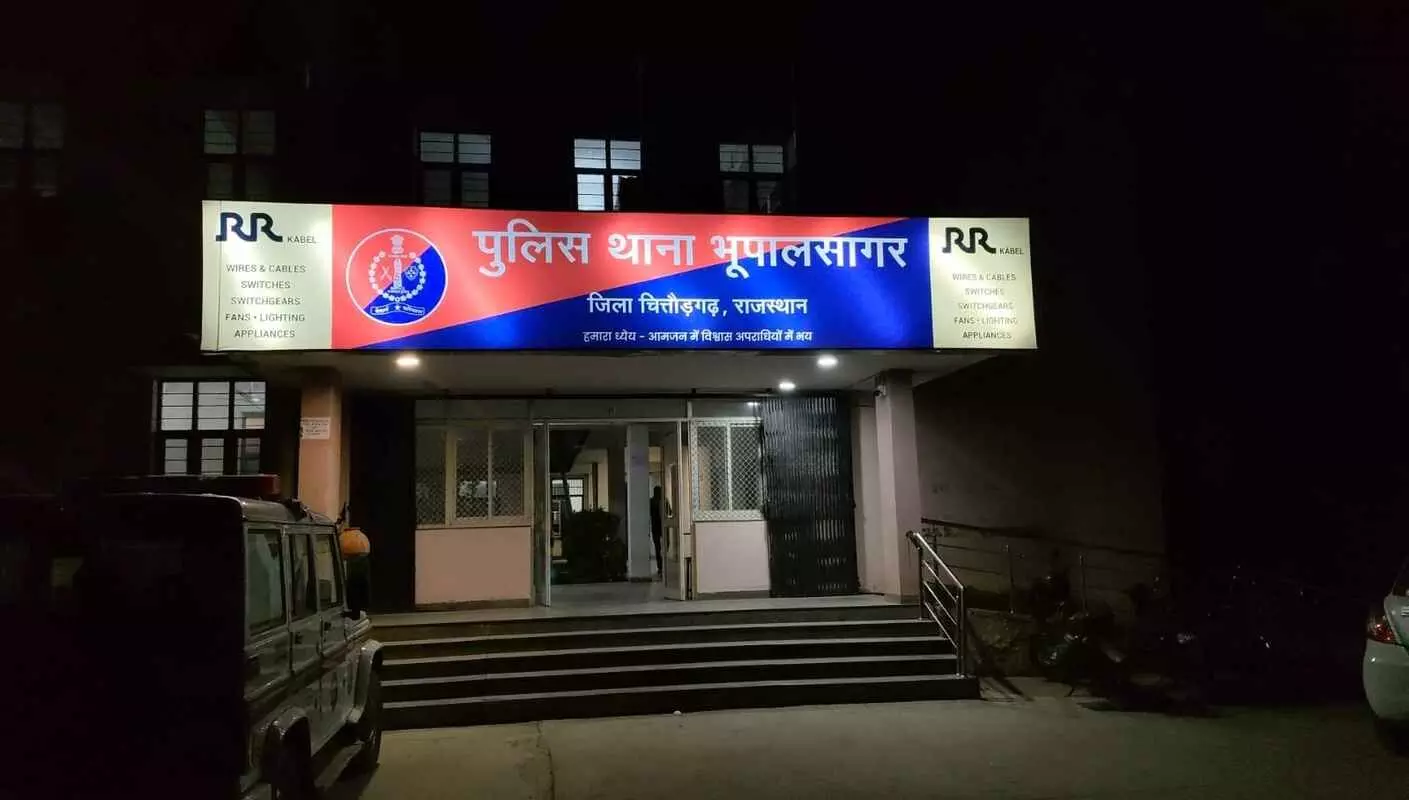 RR KABEL
WIRES & CABLES
SWITCHES
SWITCHGEARS
FANS • LIGHTING
APPLIANCES
पुलिस थाना भूपालसागर
जिला चित्तौड़गढ़, राजस्थान
हमारा ध्येय - आमजन में विश्वास अपराधियों में भय
RR KABEL
WIRES & CABLES
SWITCHES
SWITCHGEARS
FANS • LIGHTING
APPLIANCES